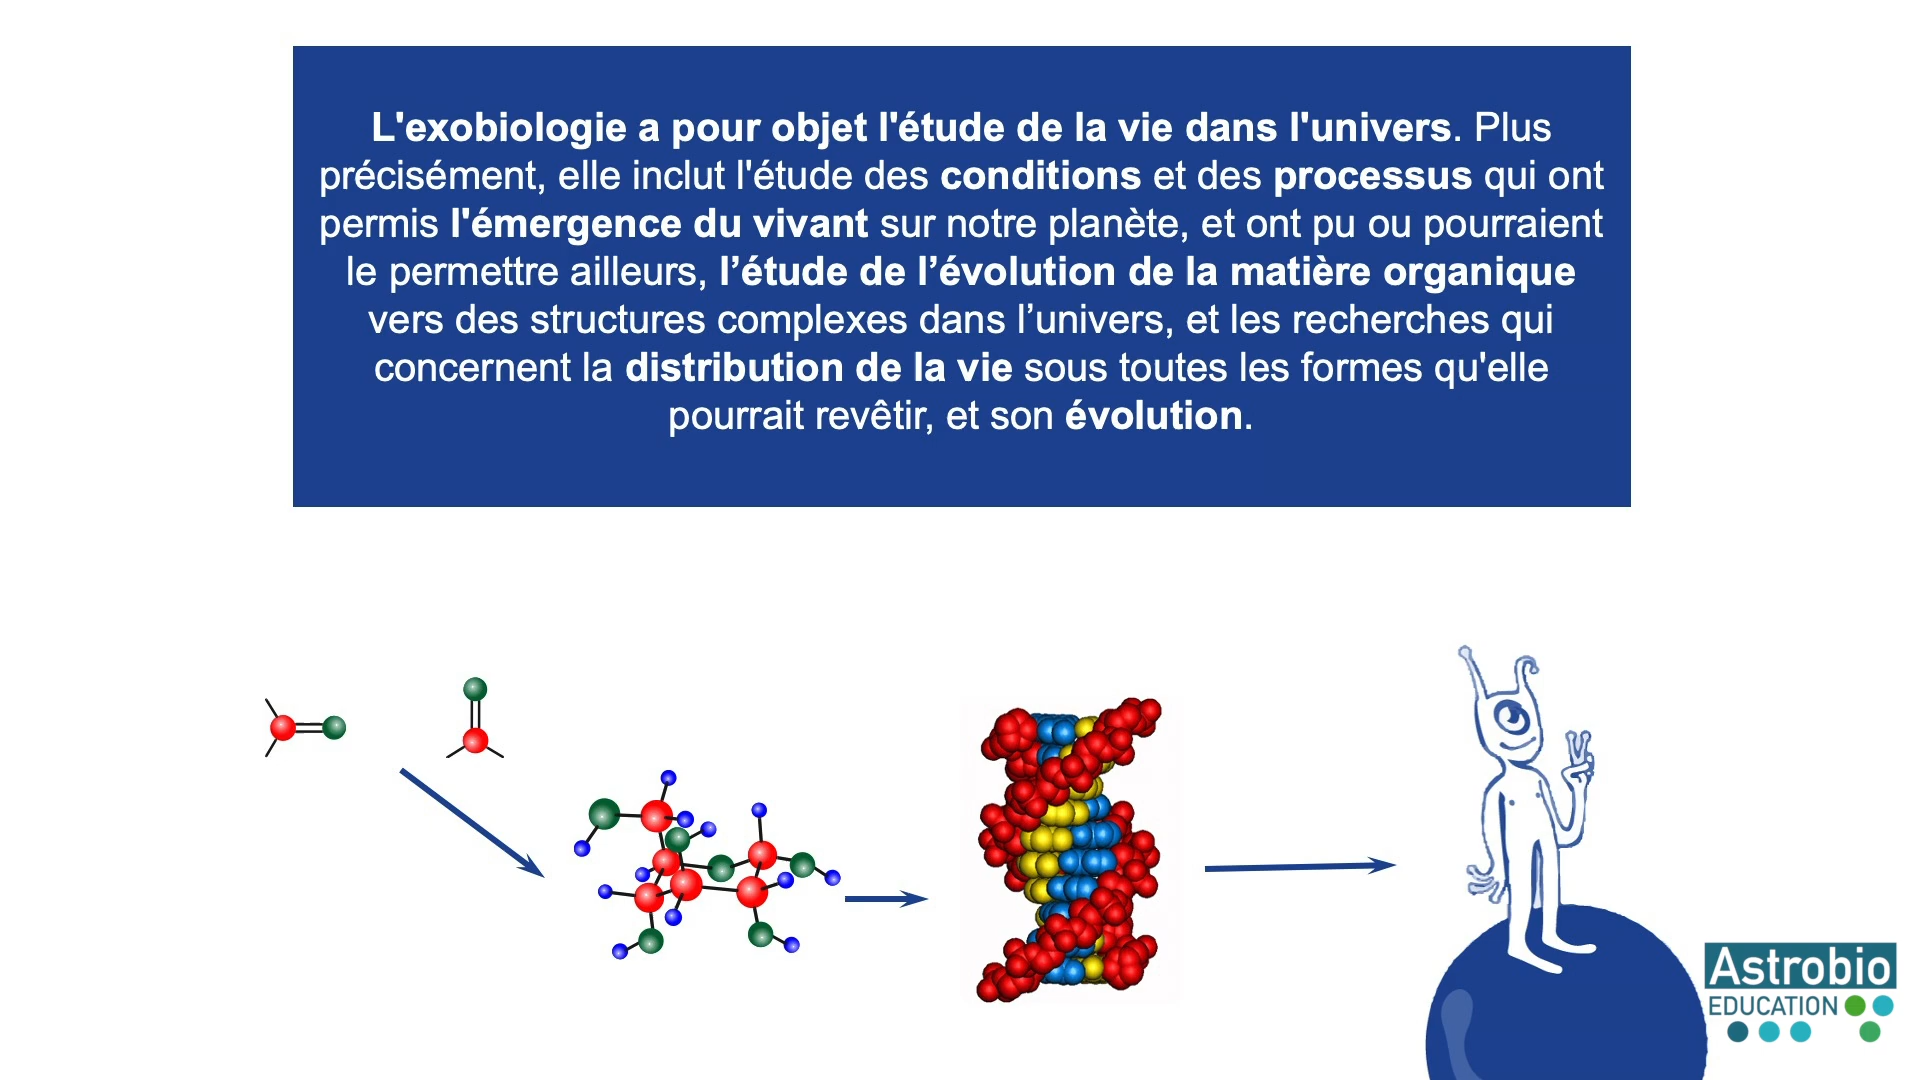 L'exobiologie a pour objet l'étude de la vie dans l'univers. Plus
précisément, elle inclut l'étude des conditions et des processus qui ont
permis l'émergence du vivant sur notre planète, et ont pu ou pourraient
le permettre ailleurs, l’étude de l’évolution de la matière organique
vers des structures complexes dans l’univers, et les recherches qui
concernent la distribution de la vie sous toutes les formes qu'elle
pourrait revêtir, et son évolution.
Astrobio
EDUCATION